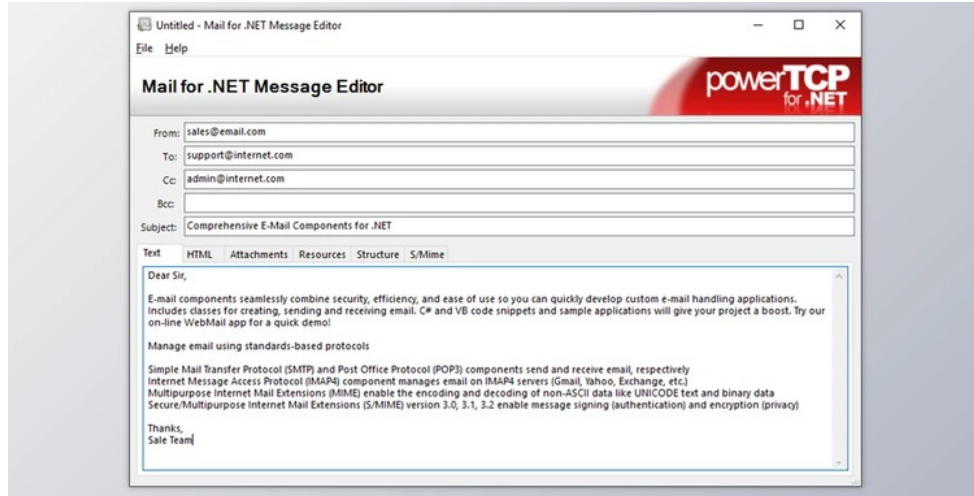 Untitled - Mail for .NET Message Editor
File Help
Mail for .NET Message Editor
powerTCP
for .NET
From: sales@email.com
To: support@internet.com
Cc: admin@internet.com
Bcc:
Subject: Comprehensive E-Mail Components for .NET
Text HTML Attachments Resources Structure S/Mime
Dear Sir,
E-mail components seamlessly combine security, efficiency, and ease of use so you can quickly develop custom e-mail handling applications.
Includes classes for creating, sending and receiving email. C# and VB code snippets and sample applications will give your project a boost. Try our
on-line WebMail app for a quick demo!
Manage email using standards-based protocols
Simple Mail Transfer Protocol (SMTP) and Post Office Protocol (POP3) components send and receive email, respectively
Internet Message Access Protocol (IMAP4) component manages email on IMAP4 servers (Gmail, Yahoo, Exchange, etc.)
Multipurpose Internet Mail Extensions (MIME) enable the encoding and decoding of non-ASCII data like UNICODE text and binary data
Secure/Multipurpose Internet Mail Extensions (S/MIME) version 3.0, 3.1, 3.2 enable message signing (authentication) and encryption (privacy)
Thanks,
Sale Team